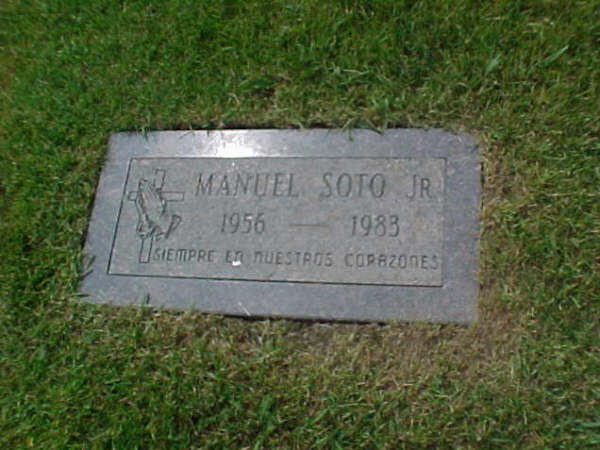 MANUEL SOTO JR
1956 — 1983
SIEMPRE EN NUESTROS CORAZONES